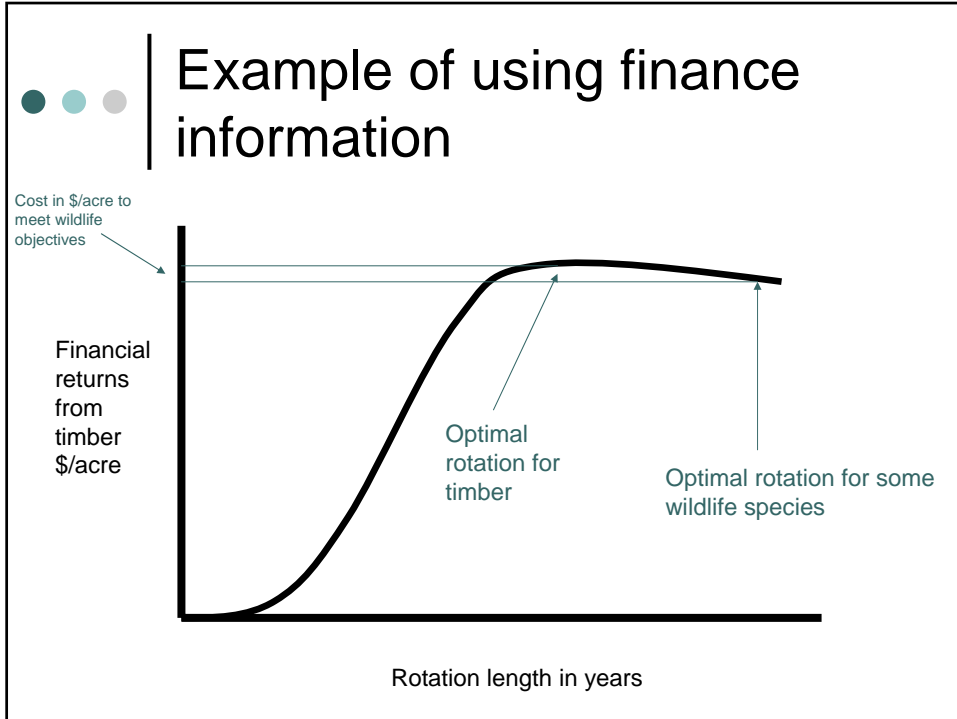 Example of using finance
information
Cost in $/acre to
meet wildlife
objectives
Financial
returns
from
timber
$/acre
Optimal
rotation for
timber
Optimal rotation for some
wildlife species
Rotation length in years